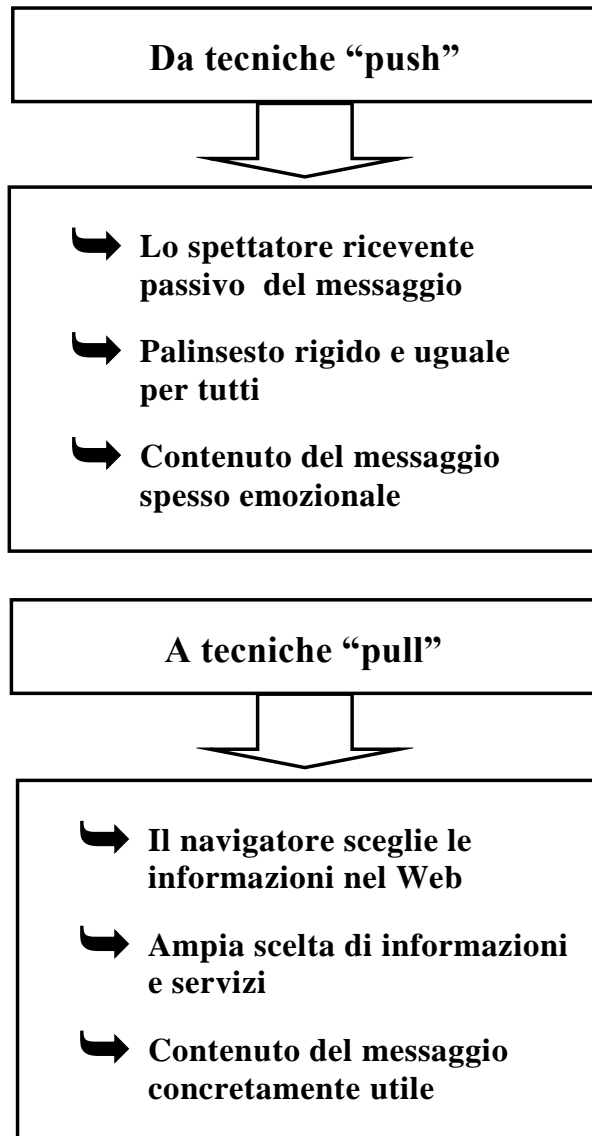 Da tecniche “push”
Lo spettatore ricevente
passivo del messaggio
Palinsesto rigido e uguale
per tutti
Contenuto del messaggio
spesso emozionale
A tecniche “pull”
Il navigatore sceglie le
informazioni nel Web
Ampia scelta di informazioni
e servizi
Contenuto del messaggio
concretamente utile